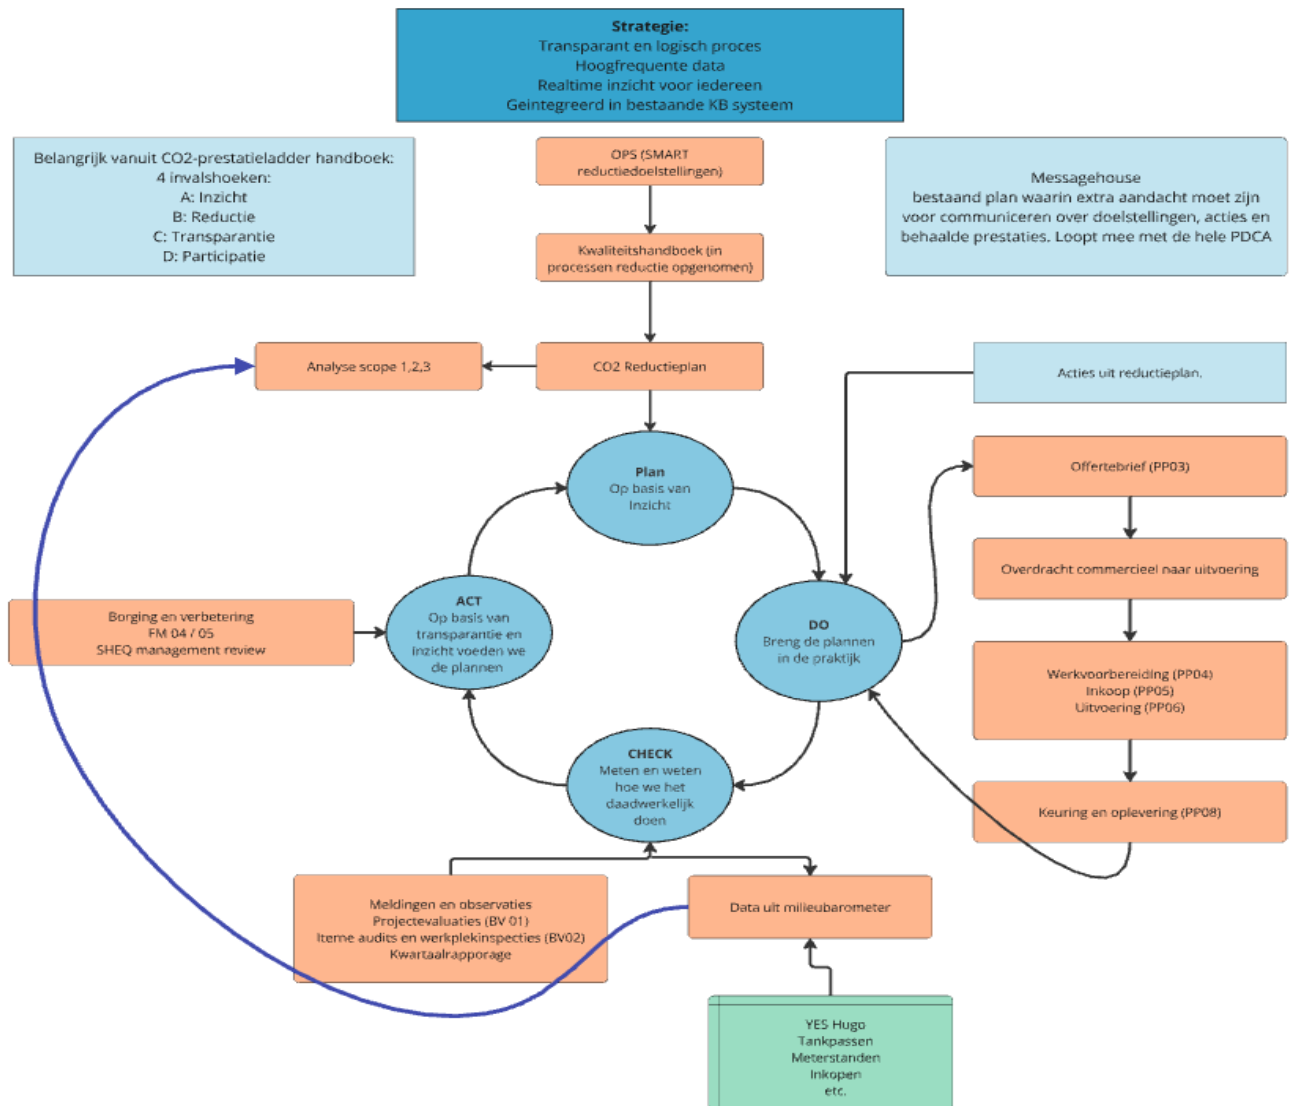 Strategie:
Transparant en logisch proces
Hoogfrequente data
Realtime inzicht voor iedereen
Geintegreerd in bestaande KB systeem
Belangrijk vanuit CO2-prestatieladder handboek:
4 invalshoeken:
A: Inzicht
B: Reductie
C: Transparantie
D: Participatie
OPS (SMART
reductiedoelstellingen)
Messagehouse
bestaand plan waarin extra aandacht moet zijn
voor communiceren over doelstellingen, acties en
behaalde prestaties. Loopt mee met de hele PDCA
Kwaliteitshandboek (in
processen reductie opgenomen)
Analyse scope 1,2,3
CO2 Reductieplan
Acties uit reductieplan.
Plan
Op basis van
Inzicht
Offertebrief (PP03)
Overdracht commercieel naar uitvoering
Borging en verbetering
FM 04 / 05
SHEQ management review
ACT
Op basis van
transparantie en
inzicht voeden we
de plannen
DO
Breng de plannen
in de praktijk
Werkvoorbereiding (PP04)
Inkoop (PP05)
Uitvoering (PP06)
CHECK
Meten en weten
hoe we het
daadwerkelijk
doen
Keuring en oplevering (PP08)
Meldingen en observaties
Projectevaluaties (BV 01)
Iterne audits en werkplekinspecties (BV02)
Kwartaalrapporage
Data uit milieubarometer
YES Hugo
Tankpassen
Meterstanden
Inkopen
etc.